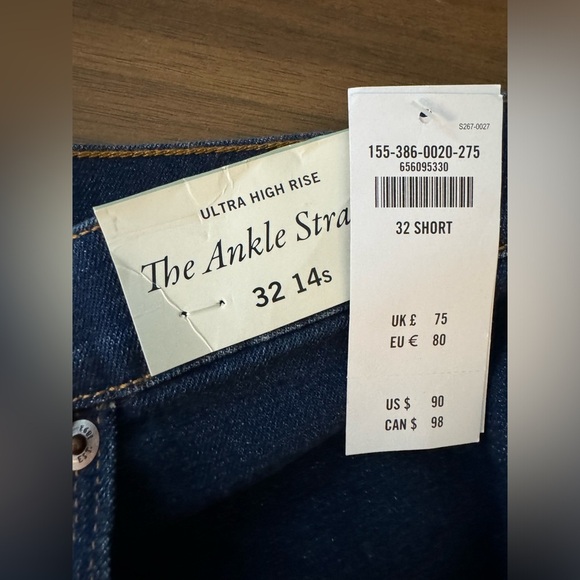 S267-0027
155-386-0020-275
656095330
32 SHORT
UK £ 75
EU € 80
US $ 90
CAN $ 98
ULTRA HIGH RISE
The Ankle Stra
32 14s